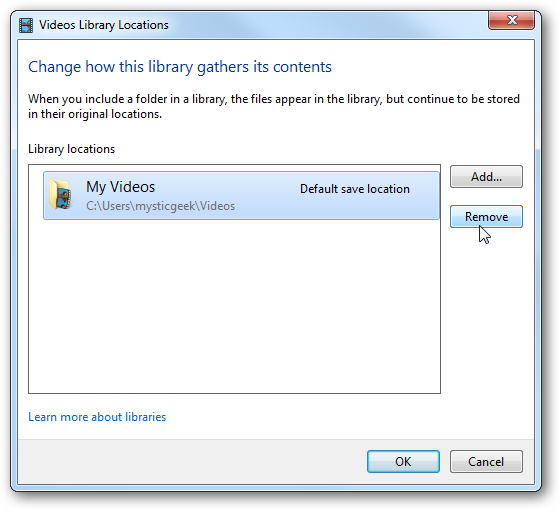 Videos Library Locations
Change how this library gathers its contents
When you include a folder in a library, the files appear in the library, but continue to be stored
in their original locations.
Library locations
My Videos
Default save location
C:\Users\mysticgeek\Videos
Add...
Remove
Learn more about libraries
OK
Cancel